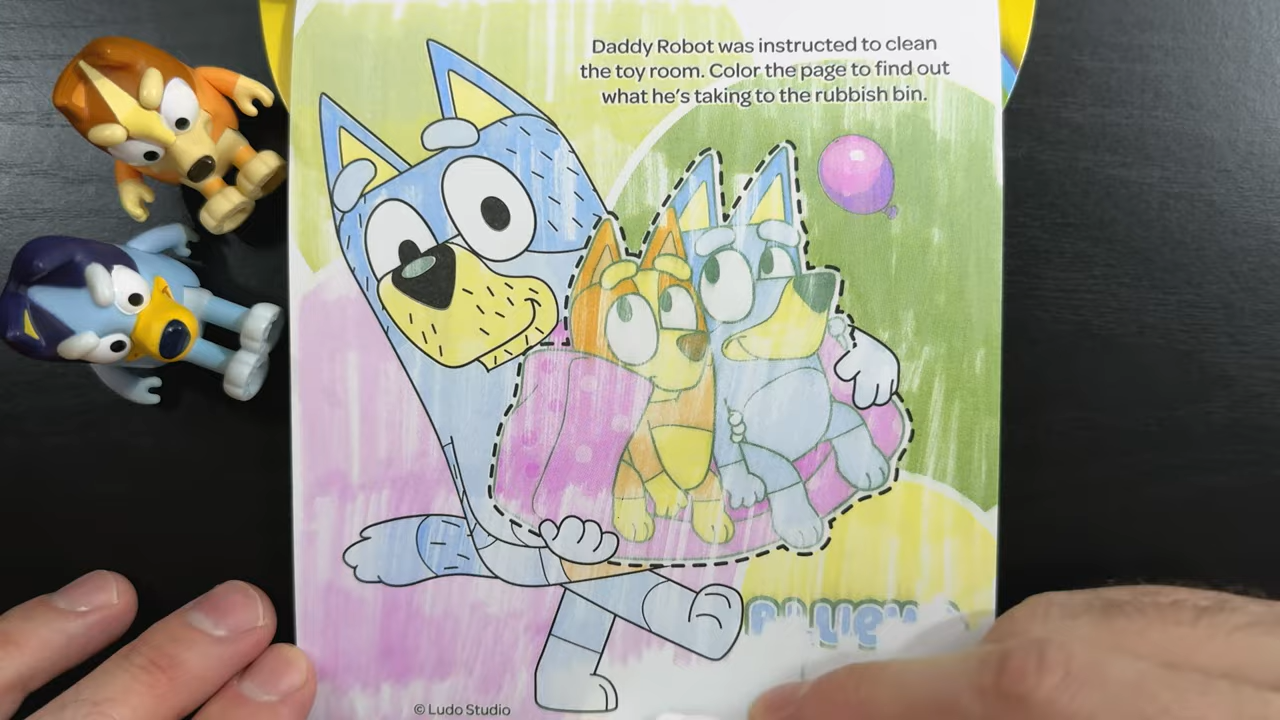 Daddy Robot was instructed to clean
the toy room. Color the page to find out
what he's taking to the rubbish bin.
© Ludo Studio